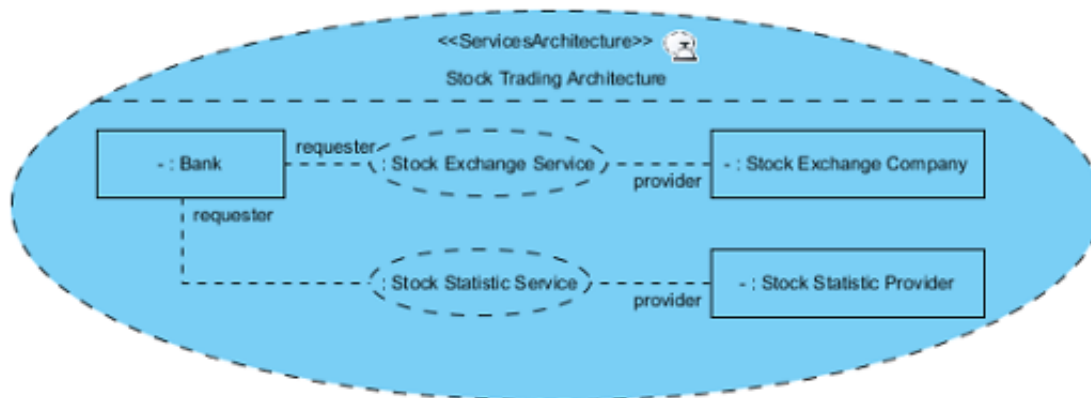 <<ServicesArchitecture>>
Stock Trading Architecture
- : Bank
requester
: Stock Exchange Service
provider
- : Stock Exchange Company
requester
: Stock Statistic Service
provider
- : Stock Statistic Provider